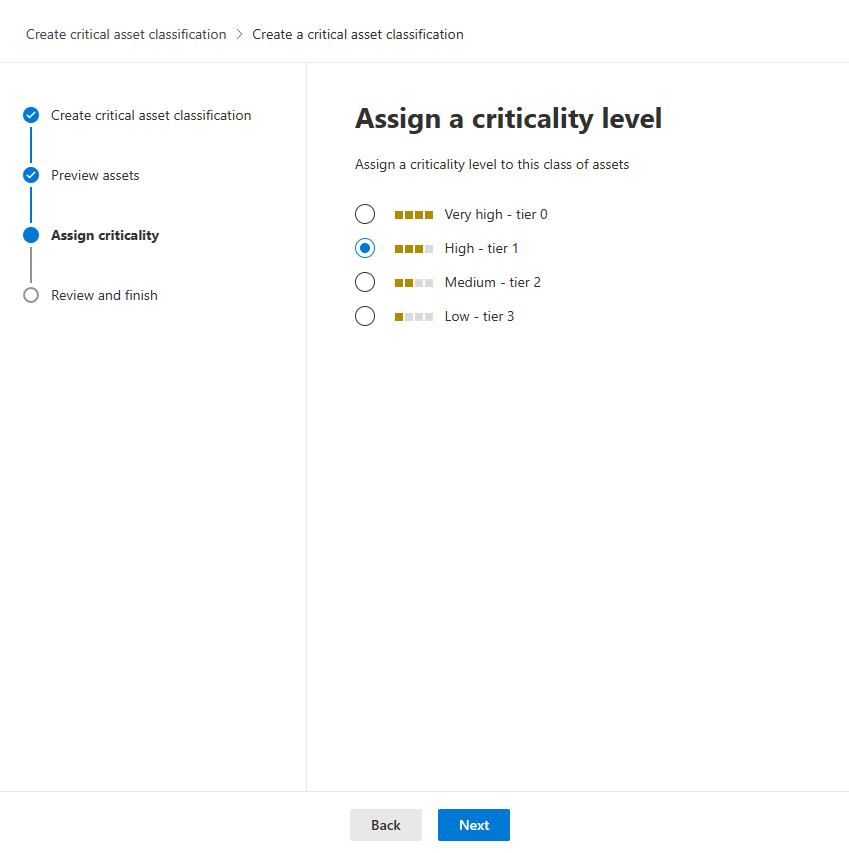 Create critical asset classification > Create a critical asset classification
Create critical asset classification
Preview assets
Assign criticality
Review and finish
Assign a criticality level
Assign a criticality level to this class of assets
Very high - tier 0
High - tier 1
Medium - tier 2
Low - tier 3
Back
Next